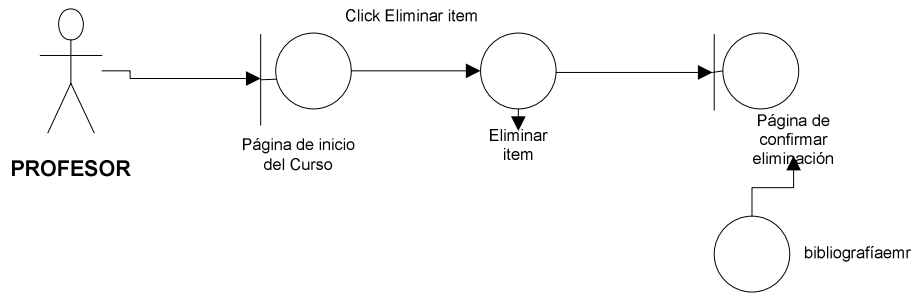 Click Eliminar item
Página de inicio
del Curso
Eliminar
item
Página de
confirmar
eliminación
PROFESOR
bibliografíaemr